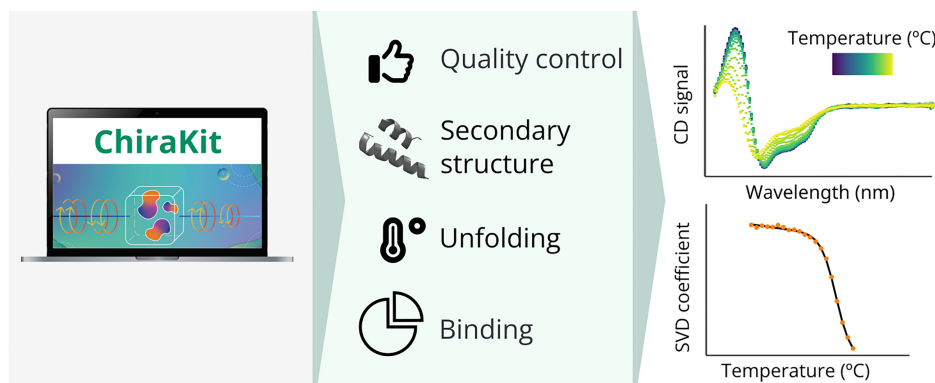 ChiraKit
Quality control
Secondary
structure
Unfolding
Binding
Temperature (ºC)
CD signal
Wavelength (nm)
SVD coefficient
Temperature (ºC)